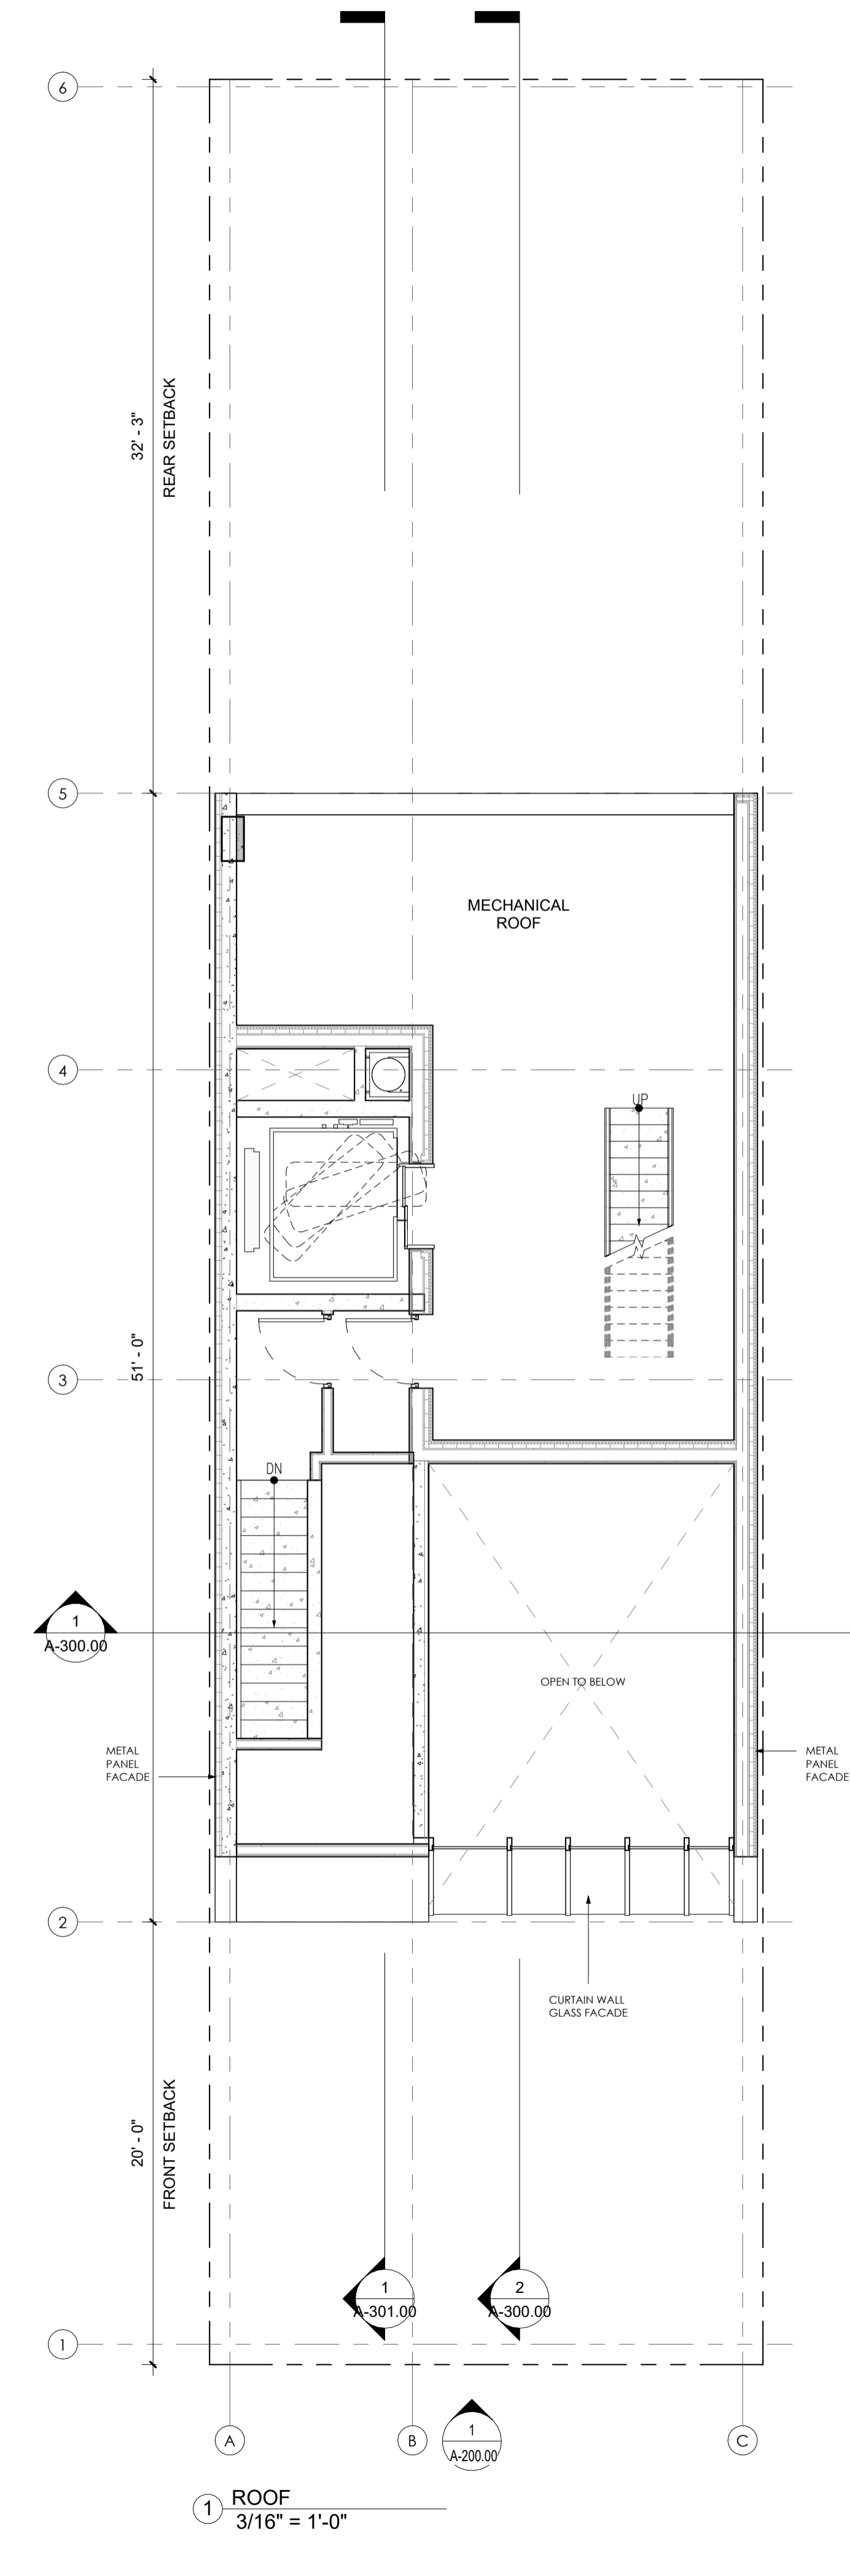 6
32' - 3"
REAR SETBACK
5
MECHANICAL
ROOF
4
UP
51' - 0"
3
DN
1
A-300.00
OPEN TO BELOW
METAL
PANEL
FACADE
METAL
PANEL
FACADE
2
CURTAIN WALL
GLASS FACADE
20' - 0"
FRONT SETBACK
1
A-301.00
2
A-300.00
1
A
B
C
1
A-200.00
1
ROOF
3/16" = 1'-0"